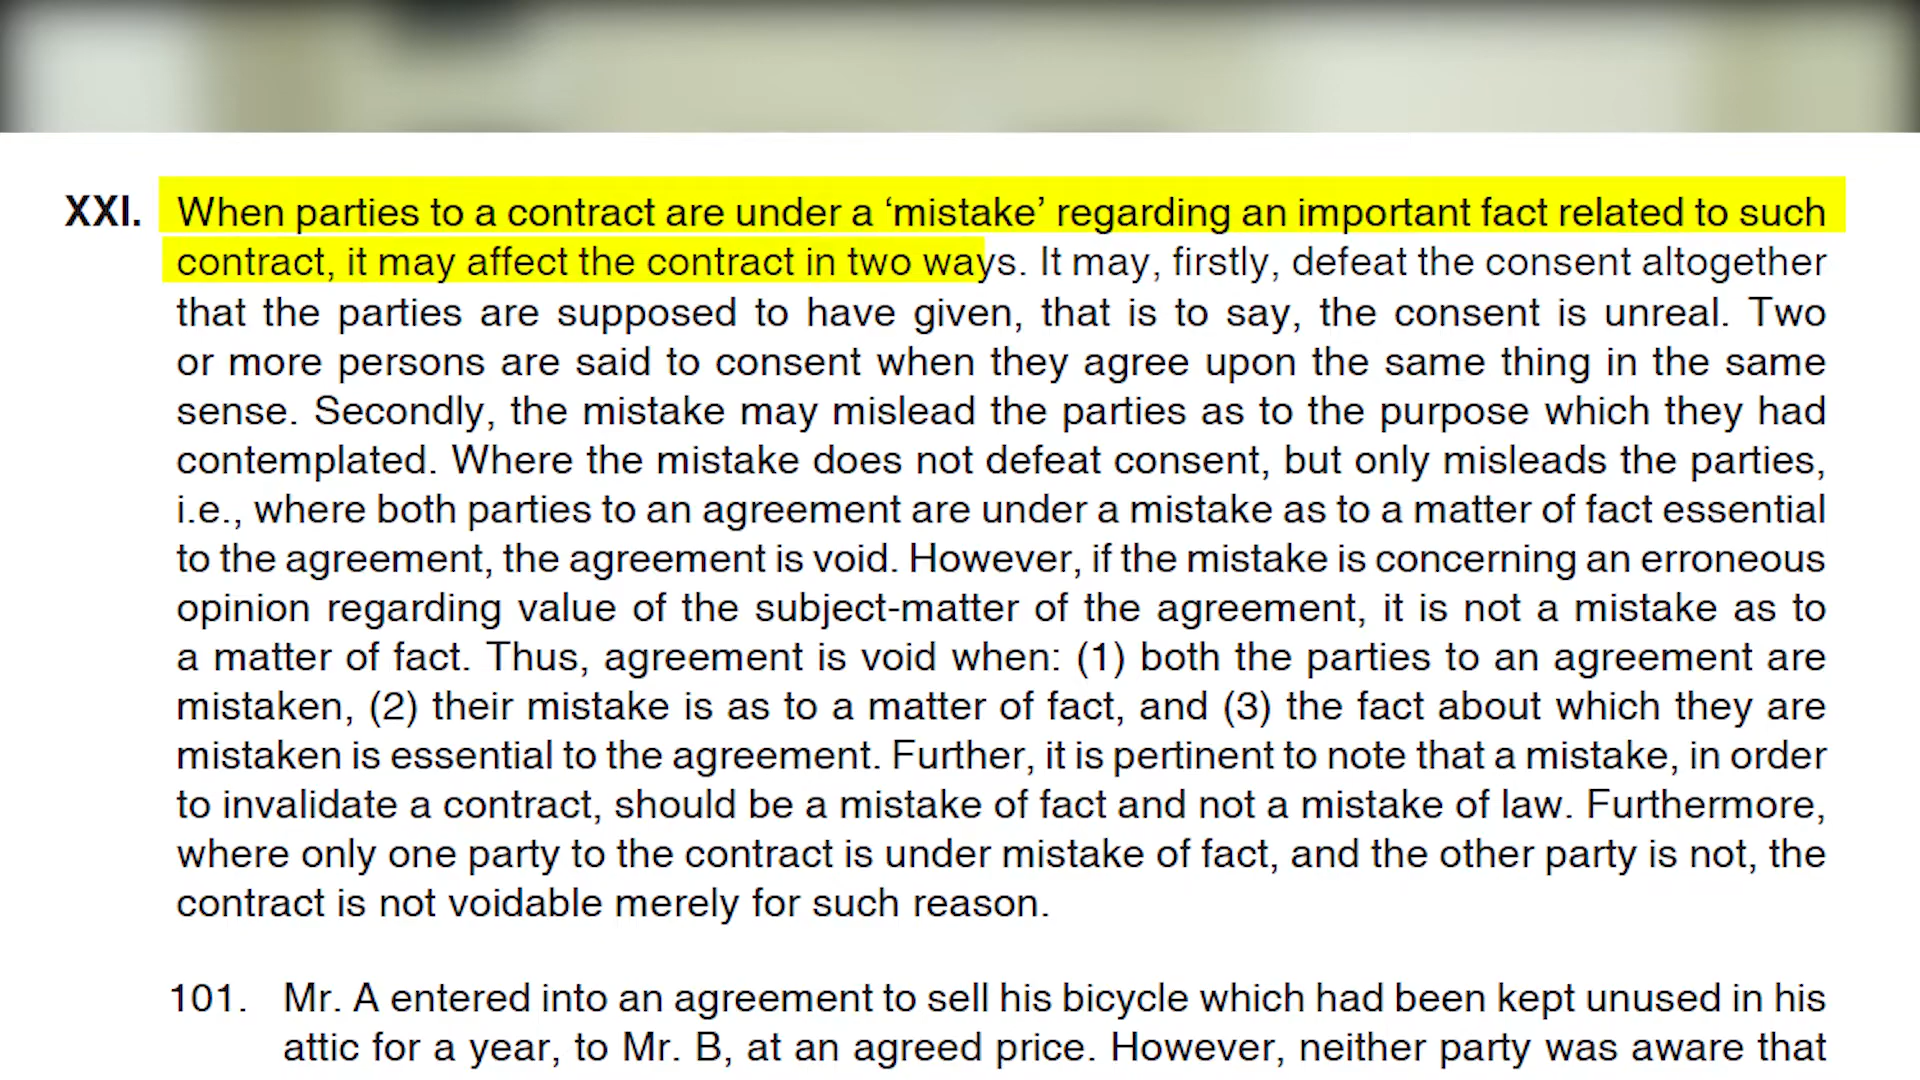 XXI. When parties to a contract are under a ‘mistake’ regarding an important fact related to such
contract, it may affect the contract in two ways. It may, firstly, defeat the consent altogether
that the parties are supposed to have given, that is to say, the consent is unreal. Two
or more persons are said to consent when they agree upon the same thing in the same
sense. Secondly, the mistake may mislead the parties as to the purpose which they had
contemplated. Where the mistake does not defeat consent, but only misleads the parties,
i.e., where both parties to an agreement are under a mistake as to a matter of fact essential
to the agreement, the agreement is void. However, if the mistake is concerning an erroneous
opinion regarding value of the subject-matter of the agreement, it is not a mistake as to
a matter of fact. Thus, agreement is void when: (1) both the parties to an agreement are
mistaken, (2) their mistake is as to a matter of fact, and (3) the fact about which they are
mistaken is essential to the agreement. Further, it is pertinent to note that a mistake, in order
to invalidate a contract, should be a mistake of fact and not a mistake of law. Furthermore,
where only one party to the contract is under mistake of fact, and the other party is not, the
contract is not voidable merely for such reason.
101. Mr. A entered into an agreement to sell his bicycle which had been kept unused in his
attic for a year, to Mr. B, at an agreed price. However, neither party was aware that